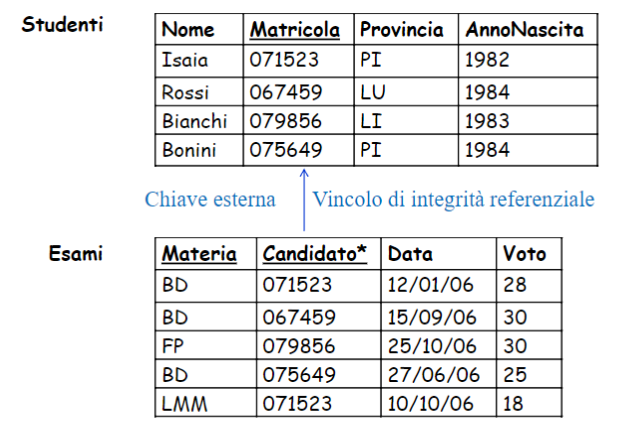 Studenti
Nome Matricola Provincia AnnoNascita
Isaia 071523 PI 1982
Rossi 067459 LU 1984
Bianchi 079856 LI 1983
Bonini 075649 PI 1984
Chiave esterna Vincolo di integrità referenziale
Esami
Materia Candidato* Data Voto
BD 071523 12/01/06 28
BD 067459 15/09/06 30
FP 079856 25/10/06 30
BD 075649 27/06/06 25
LMM 071523 10/10/06 18